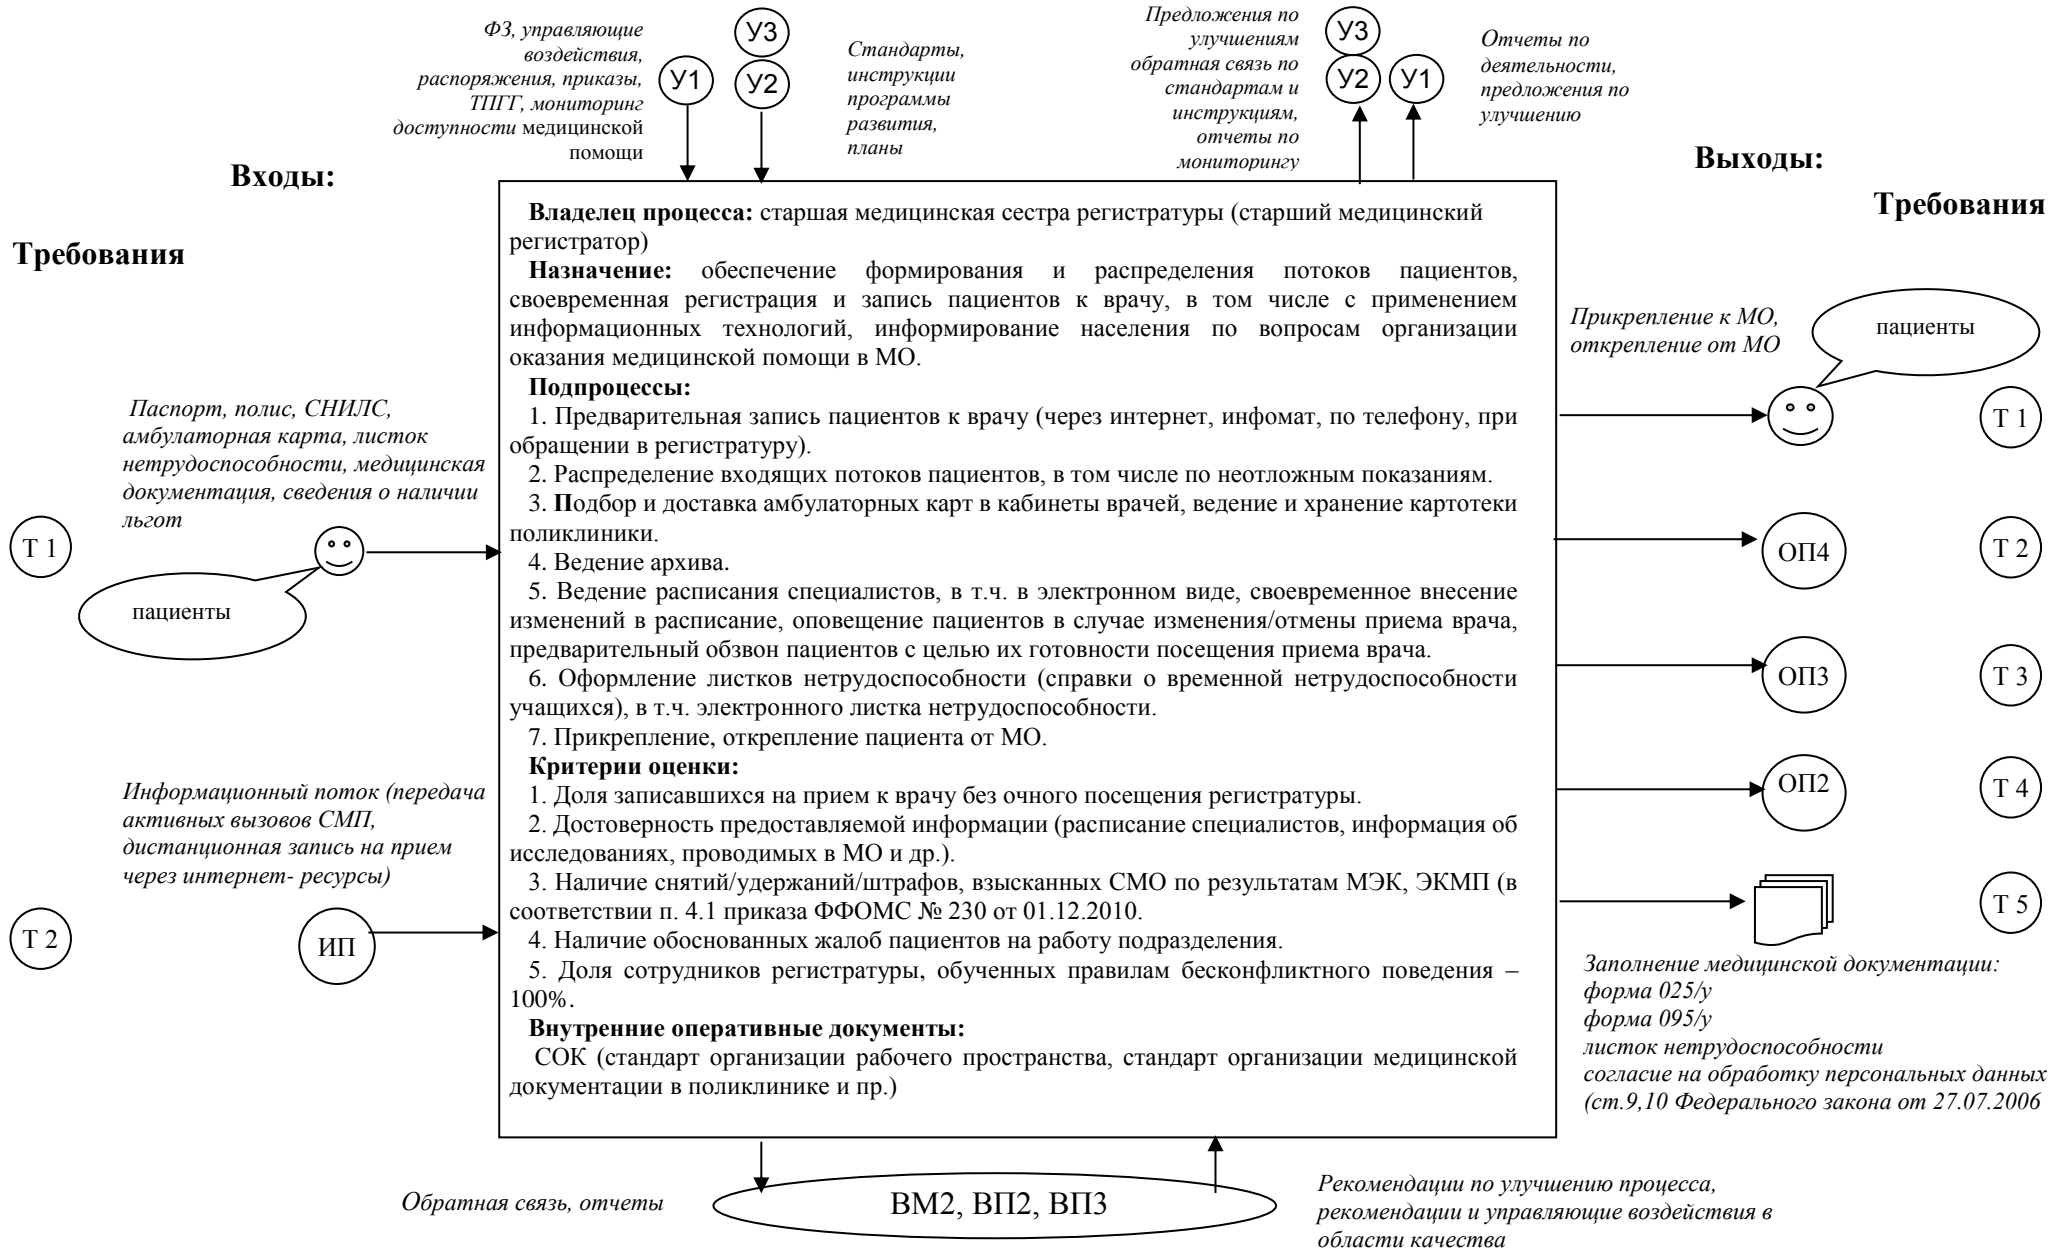 ФЗ, управляющие
воздействия,
распоряжения, приказы,
ТПГГ, мониторинг
доступности медицинской
помощи
У1
У3
У2
Стандарты,
инструкции
программы
развития,
планы
Предложения по
улучшениям
обратная связь по
стандартам и
инструкциям,
отчеты по
мониторингу
У3
У2
У1
Отчеты по
деятельности,
предложения по
улучшению
Входы:
Требования
Выходы:
Требования
Паспорт, полис, СНИЛС,
амбулаторная карта, листок
нетрудоспособности, медицинская
документация, сведения о наличии
льгот
Т 1
пациенты
Информационный поток (передача
активных вызовов СМП,
дистанционная запись на прием
через интернет- ресурсы)
Т 2
ИП
Владелец процесса: старшая медицинская сестра регистратуры (старший медицинский
регистратор)
Назначение: обеспечение формирования и распределения потоков пациентов,
своевременная регистрация и запись пациентов к врачу, в том числе с применением
информационных технологий, информирование населения по вопросам организации
оказания медицинской помощи в МО.
Подпроцессы:
1. Предварительная запись пациентов к врачу (через интернет, инфомат, по телефону, при
обращении в регистратуру).
2. Распределение входящих потоков пациентов, в том числе по неотложным показаниям.
3. Подбор и доставка амбулаторных карт в кабинеты врачей, ведение и хранение картотеки
поликлиники.
4. Ведение архива.
5. Ведение расписания специалистов, в т.ч. в электронном виде, своевременное внесение
изменений в расписание, оповещение пациентов в случае изменения/отмены приема врача,
предварительный обзвон пациентов с целью их готовности посещения приема врача.
6. Оформление листков нетрудоспособности (справки о временной нетрудоспособности
учащихся), в т.ч. электронного листка нетрудоспособности.
7. Прикрепление, открепление пациента от МО.
Критерии оценки:
1. Доля записавшихся на прием к врачу без очного посещения регистратуры.
2. Достоверность предоставляемой информации (расписание специалистов, информация об
исследованиях, проводимых в МО и др.).
3. Наличие снятий/удержаний/штрафов, взысканных СМО по результатам МЭК, ЭКМП (в
соответствии п. 4.1 приказа ФФОМС № 230 от 01.12.2010.
4. Наличие обоснованных жалоб пациентов на работу подразделения.
5. Доля сотрудников регистратуры, обученных правилам бесконфликтного поведения –
100%.
Внутренние оперативные документы:
СОК (стандарт организации рабочего пространства, стандарт организации медицинской
документации в поликлинике и пр.)
Прикрепление к МО,
открепление от МО
пациенты
Т 1
ОП4
Т 2
ОП3
Т 3
ОП2
Т 4
Т 5
Заполнение медицинской документации:
форма 025/у
форма 095/у
листок нетрудоспособности
согласие на обработку персональных данных
(ст.9,10 Федерального закона от 27.07.2006
Обратная связь, отчеты
ВМ2, ВП2, ВП3
Рекомендации по улучшению процесса,
рекомендации и управляющие воздействия в
области качества